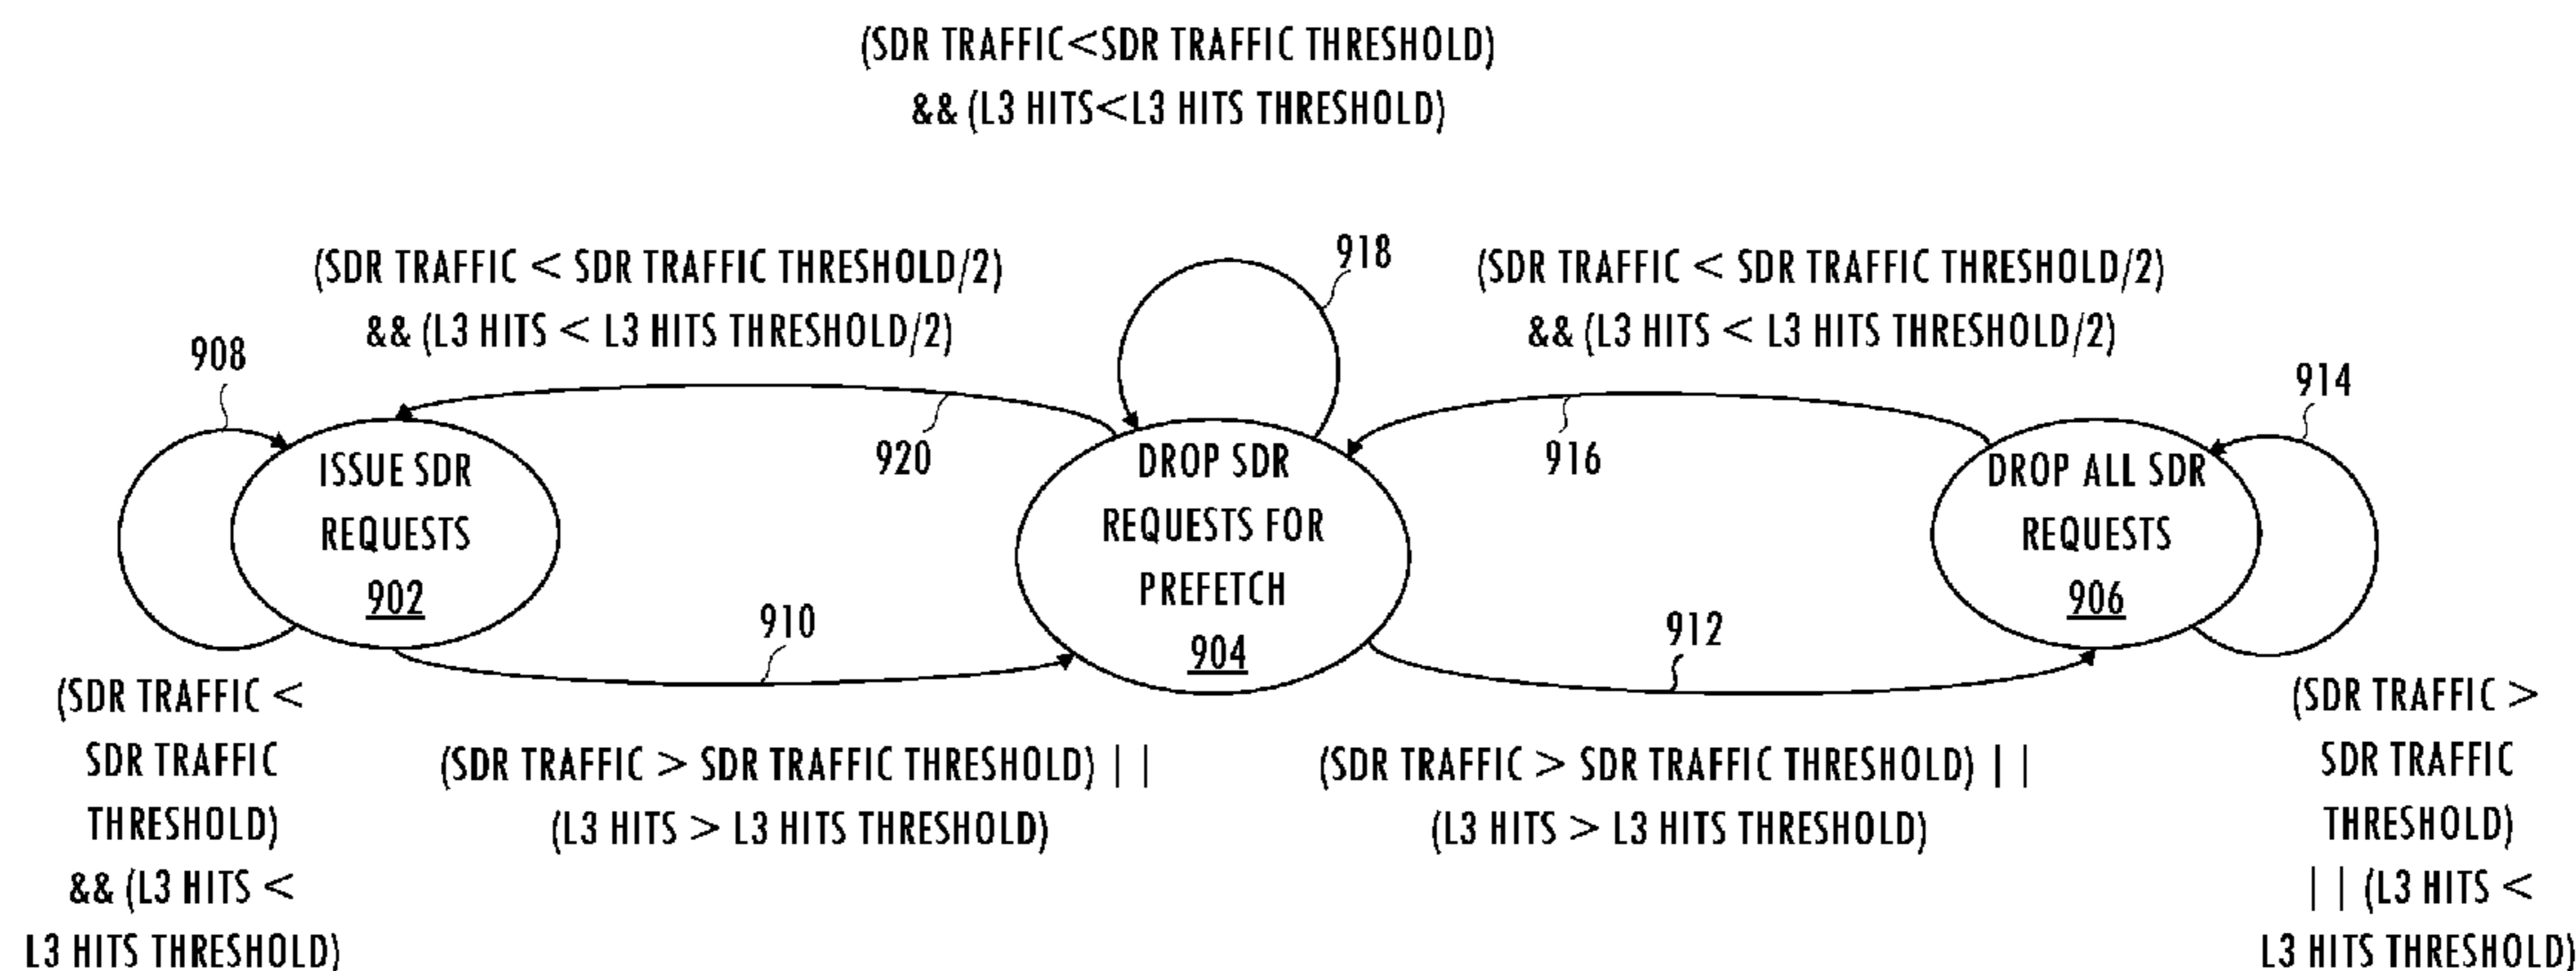 (SDR TRAFFIC<SDR TRAFFIC THRESHOLD)
&& (L3 HITS<L3 HITS THRESHOLD)
(SDR TRAFFIC < SDR TRAFFIC THRESHOLD/2)
&& (L3 HITS < L3 HITS THRESHOLD/2)
918
(SDR TRAFFIC < SDR TRAFFIC THRESHOLD/2)
&& (L3 HITS < L3 HITS THRESHOLD/2)
908
914
920
916
ISSUE SDR
REQUESTS
902
DROP SDR
REQUESTS FOR
PREFETCH
904
DROP ALL SDR
REQUESTS
906
910
912
(SDR TRAFFIC <
SDR TRAFFIC
THRESHOLD)
&& (L3 HITS <
L3 HITS THRESHOLD)
(SDR TRAFFIC > SDR TRAFFIC THRESHOLD) ||
(L3 HITS > L3 HITS THRESHOLD)
(SDR TRAFFIC > SDR TRAFFIC THRESHOLD) ||
(L3 HITS > L3 HITS THRESHOLD)
(SDR TRAFFIC >
SDR TRAFFIC
THRESHOLD)
|| (L3 HITS <
L3 HITS THRESHOLD)